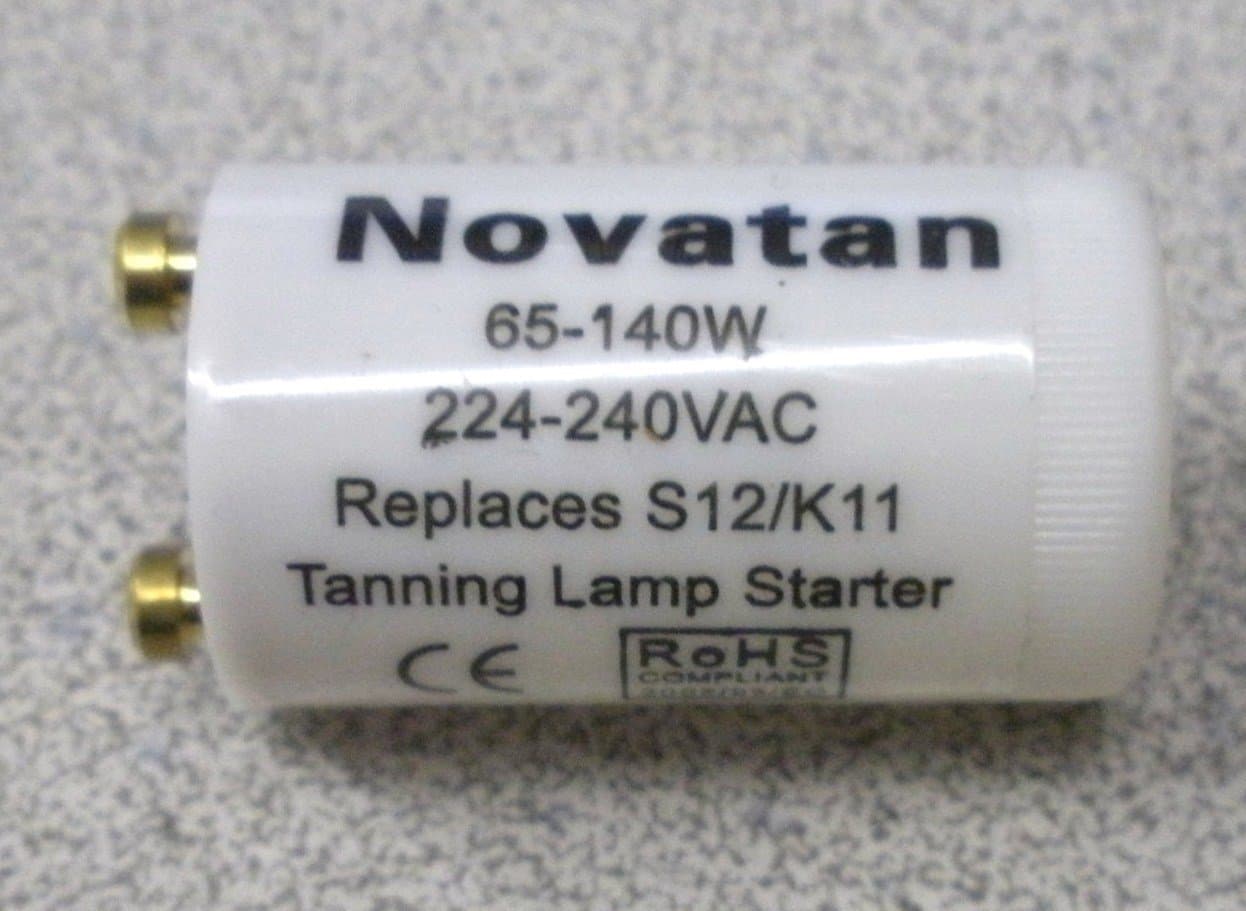 Novatan
65-140W
224-240VAC
Replaces S12/K11
Tanning Lamp Starter
CE
RoHS
COMPLIANT